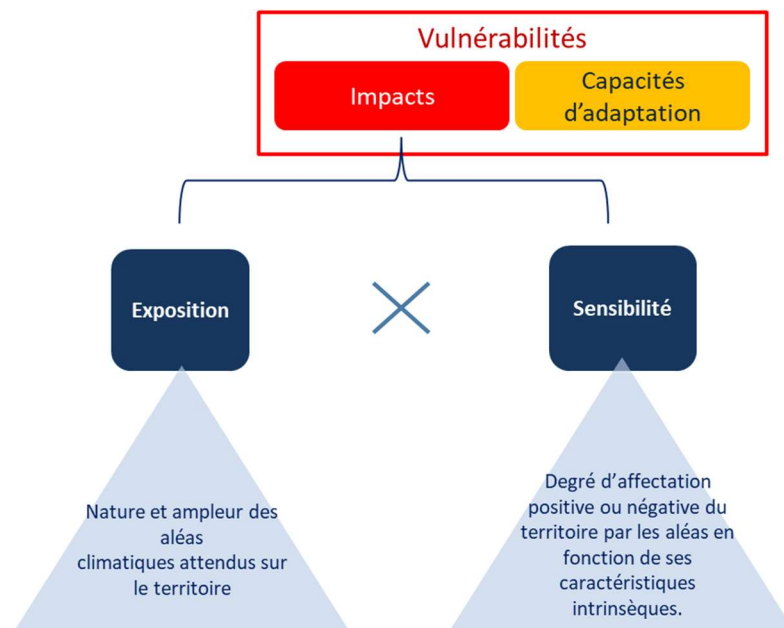 Vulnérabilités
Impacts
Capacités
d’adaptation
Exposition
Sensibilité
Nature et ampleur des
aléas
climatiques attendus sur
le territoire
Degré d’affectation
positive ou négative du
territoire par les aléas en
fonction de ses
caractéristiques
intrinsèques.